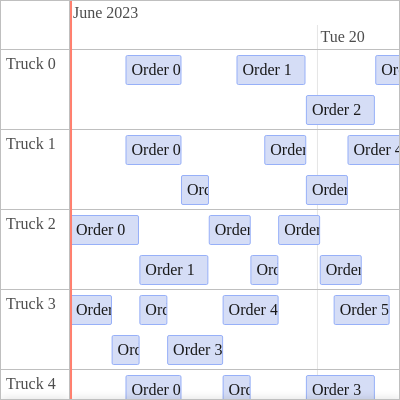 June 2023
Tue 20
Truck 0
Order 0
Order 1
Or
Order 2
Truck 1
Order 0
Order
Order 4
Orc
Order
Truck 2
Order 0
Order
Order
Order 1
Orc
Order
Truck 3
Order
Orc
Order 4
Order 5
Orc
Order 3
Truck 4
Order 0
Orc
Order 3